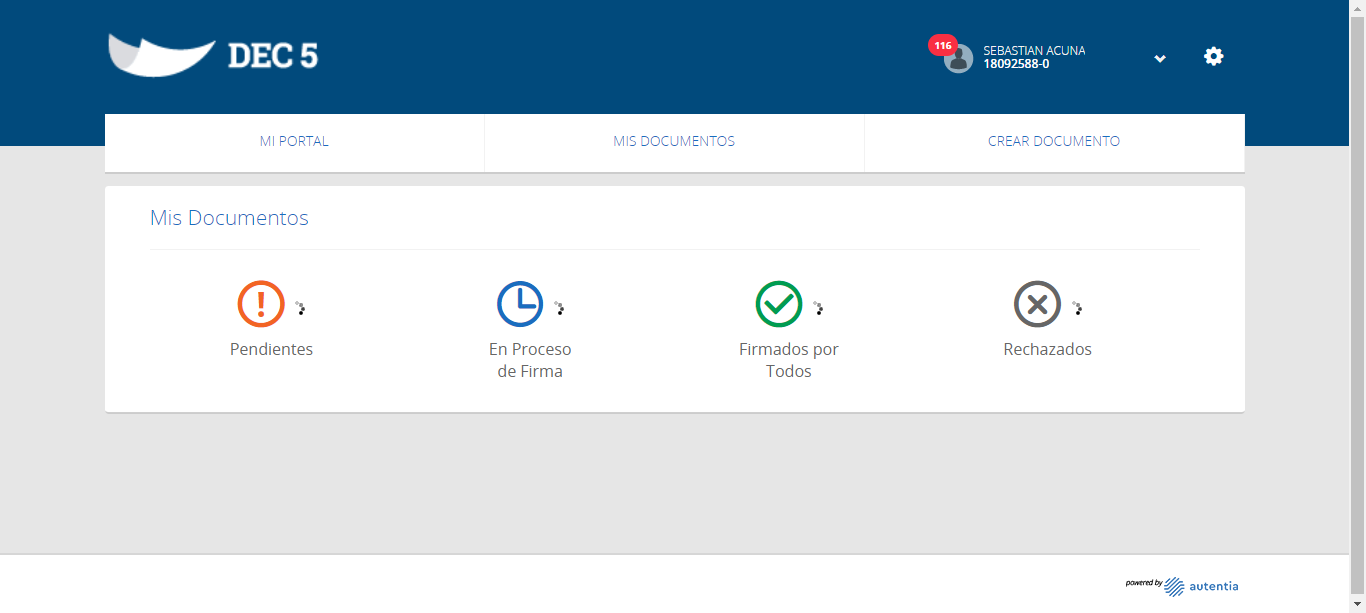 DEC 5
116
SEBASTIAN ACUNA
18092588-0
MI PORTAL
MIS DOCUMENTOS
CREAR DOCUMENTO
Mis Documentos
Pendientes
En Proceso
de Firma
Firmados por
Todos
Rechazados
powered by autentia